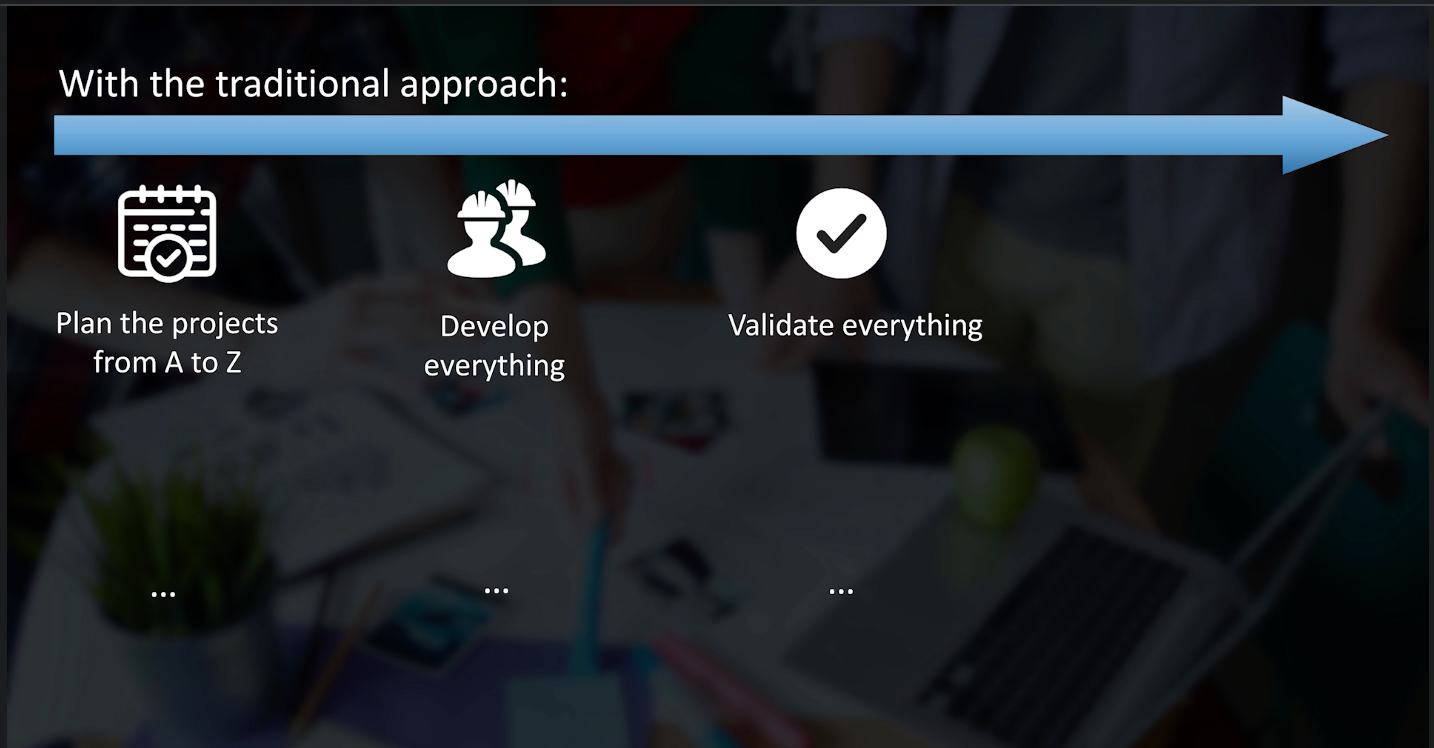 With the traditional approach:
Plan the projects
from A to Z
Develop
everything
Validate everything
...
...
...